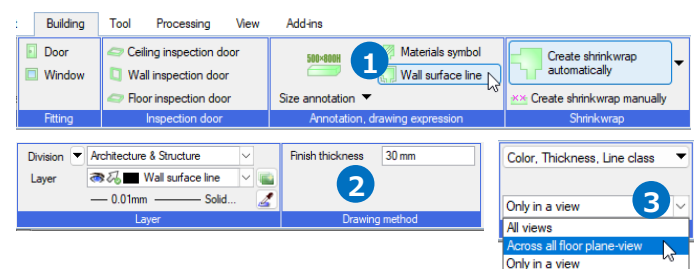 Building Tool Processing View Add-ins
Door
Window
Fitting
Ceiling inspection door
Wall inspection door
Floor inspection door
Inspection door
500×800H
Size annotation
1
Materials symbol
Wall surface line
Annotation, drawing expression
Create shrinkwrap
automatically
Create shrinkwrap manually
Shrinkwrap
Division Architecture & Structure
Layer Wall surface line
0.01mm Solid...
Layer
Finish thickness 30 mm
2
Drawing method
Color, Thickness, Line class
Only in a view
3
All views
Across all floor plane-view
Only in a view